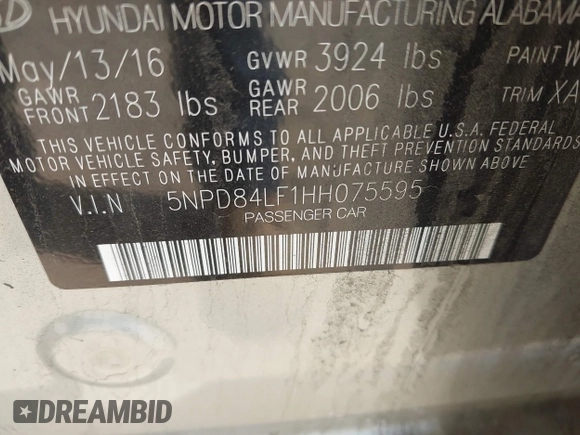 HYUNDAI MOTOR MANUFACTURING ALABAMA
May/13/16 GVWR 3924 lbs PAINT W
GAWR FRONT 2183 lbs GAWR REAR 2006 lbs TRIM XA
THIS VEHICLE CONFORMS TO ALL APPLICABLE U.S.A. FEDERAL
MOTOR VEHICLE SAFETY, BUMPER, AND THEFT PREVENTION STANDARDS
IN EFFECT ON THE DATE OF MANUFACTURE SHOWN ABOVE
V.I.N 5NPD84LF1HH075595
PASSENGER CAR
DREAMBID